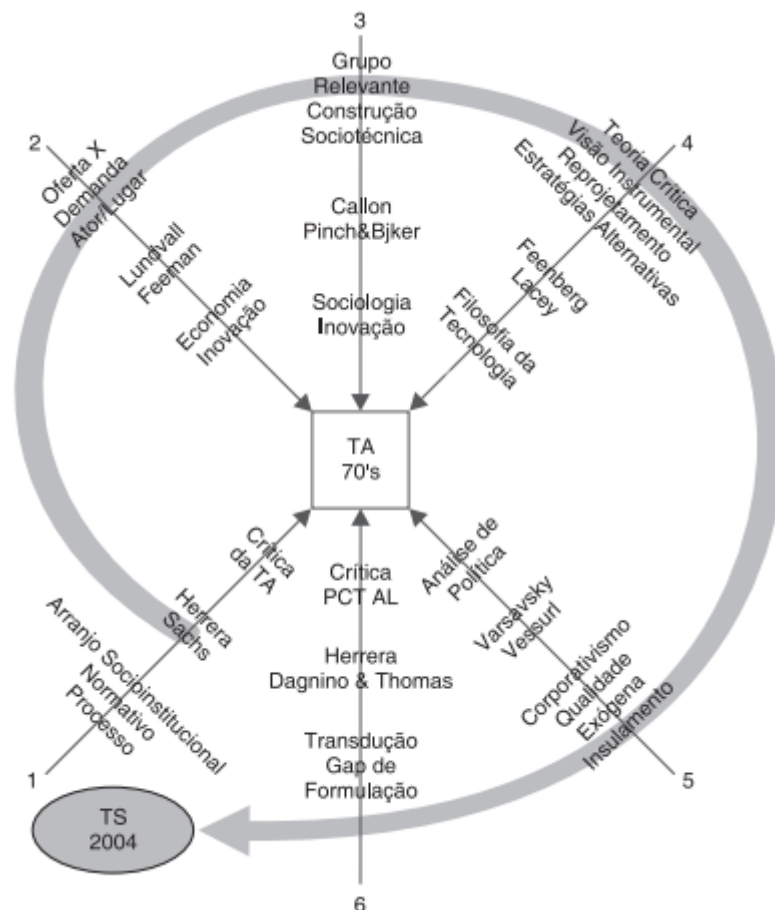 3
Grupo
Relevante
Construção
Sociotécnica
Callon
Pinch&Bjker
Sociologia
Inovação
2
Oferta X
Demanda
Ator/Lugar
Lundvall
Feeman
Economia
Inovação
4
Teoria Crítica
Visão Instrumental
Reprojetamento
Estratégias Alternativas
Feenberg
Lacey
Filosofia da
Tecnologia
TA
70's
Crítica
da TA
Herrera
Sachs
Arranjo Socioinstitucional
Normativo
Processo
1
TS
2004
Crítica
PCT AL
Herrera
Dagnino & Thomas
Transdução
Gap de
Formulação
6
Análise de
Política
Varsavsky
Vessurl
Corporativismo
Qualidade
Exógena
Insulamento
5